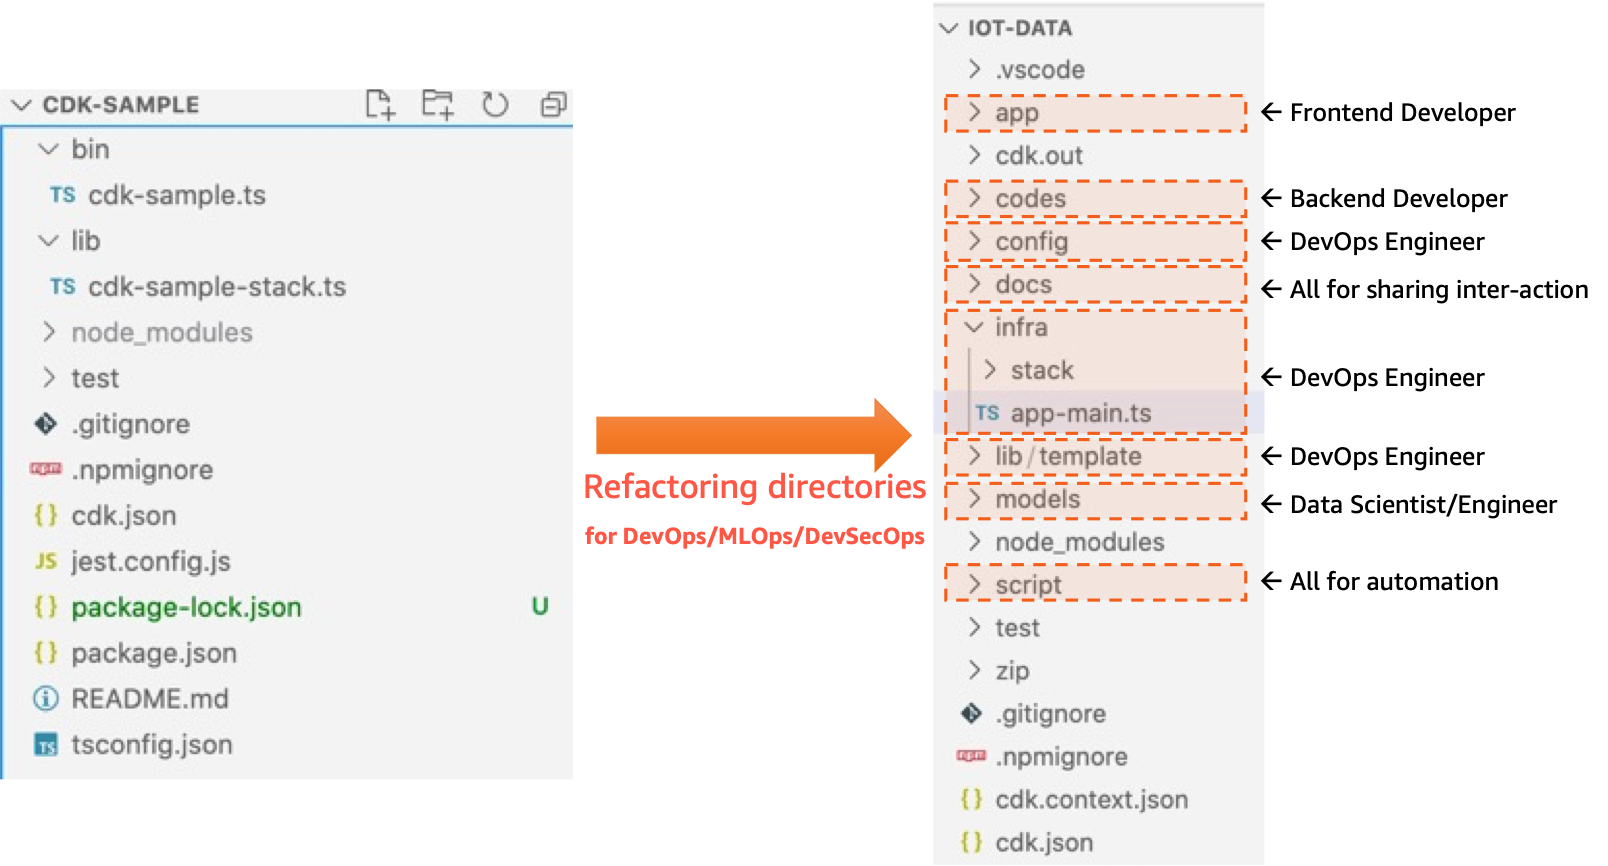 CDK-SAMPLE
bin
TS cdk-sample.ts
lib
TS cdk-sample-stack.ts
node_modules
test
.gitignore
npm .npmignore
{} cdk.json
JS jest.config.js
{} package-lock.json U
{} package.json
README.md
TS tsconfig.json
Refactoring directories
for DevOps/MLOps/DevSecOps
IOT-DATA
.vscode
app ← Frontend Developer
cdk.out
codes ← Backend Developer
config ← DevOps Engineer
docs ← All for sharing inter-action
infra
stack ← DevOps Engineer
TS app-main.ts
lib/template ← DevOps Engineer
models ← Data Scientist/Engineer
node_modules
script ← All for automation
test
zip
.gitignore
npm .npmignore
{} cdk.context.json
{} cdk.json